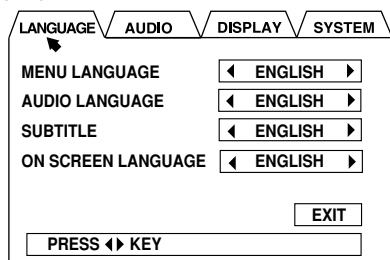 LANGUAGE AUDIO DISPLAY SYSTEM
MENU LANGUAGE ENGLISH
AUDIO LANGUAGE ENGLISH
SUBTITLE ENGLISH
ON SCREEN LANGUAGE ENGLISH
EXIT
PRESS KEY